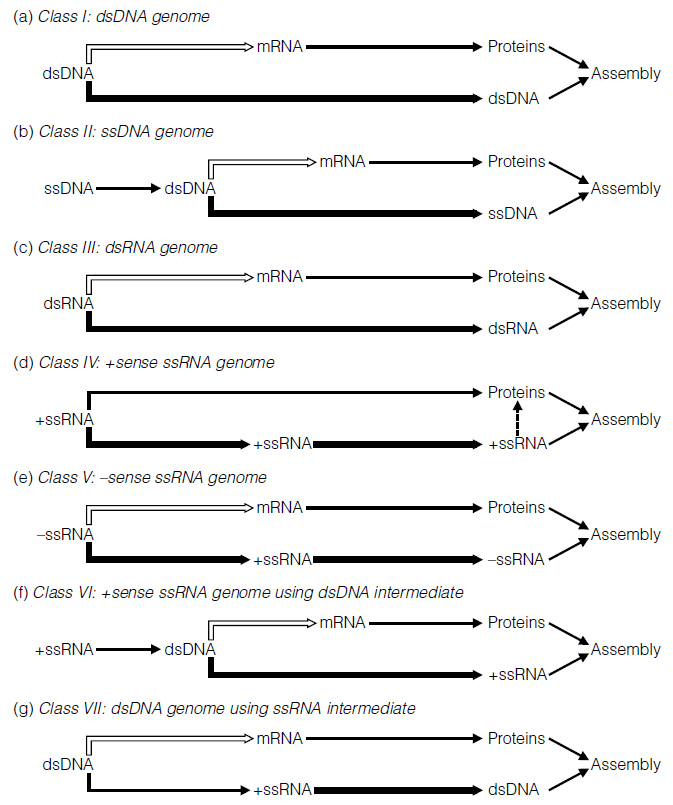 (a) Class I: dsDNA genome
mRNA Proteins
dsDNA Assembly
dsDNA
(b) Class II: ssDNA genome
mRNA Proteins
ssDNA dsDNA Assembly
ssDNA
(c) Class III: dsRNA genome
mRNA Proteins
dsRNA Assembly
dsRNA
(d) Class IV: +sense ssRNA genome
Proteins
+ssRNA Assembly
+ssRNA +ssRNA
(e) Class V: –sense ssRNA genome
mRNA Proteins
–ssRNA Assembly
+ssRNA –ssRNA
(f) Class VI: +sense ssRNA genome using dsDNA intermediate
mRNA Proteins
+ssRNA dsDNA Assembly
+ssRNA
(g) Class VII: dsDNA genome using ssRNA intermediate
mRNA Proteins
dsDNA Assembly
+ssRNA dsDNA